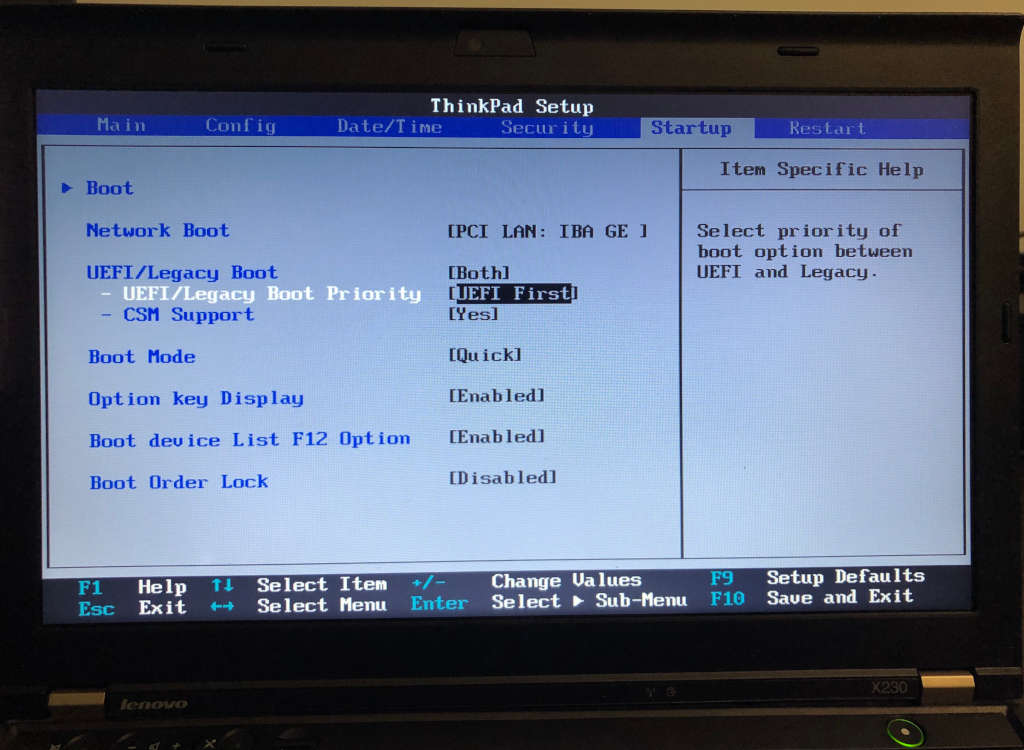 ThinkPad Setup
Main Config Date/Time Security Startup Restart
Item Specific Help
▶ Boot
Network Boot [PCI LAN: IBA GE ]
Select priority of
boot option between
UEFI and Legacy.
UEFI/Legacy Boot [Both]
- UEFI/Legacy Boot Priority [UEFI First]
- CSM Support [Yes]
Boot Mode [Quick]
Option key Display [Enabled]
Boot device List F12 Option [Enabled]
Boot Order Lock [Disabled]
F1 Help ↑↓ Select Item +/- Change Values F9 Setup Defaults
Esc Exit ←→ Select Menu Enter Select ▶ Sub-Menu F10 Save and Exit
X230
lenovo